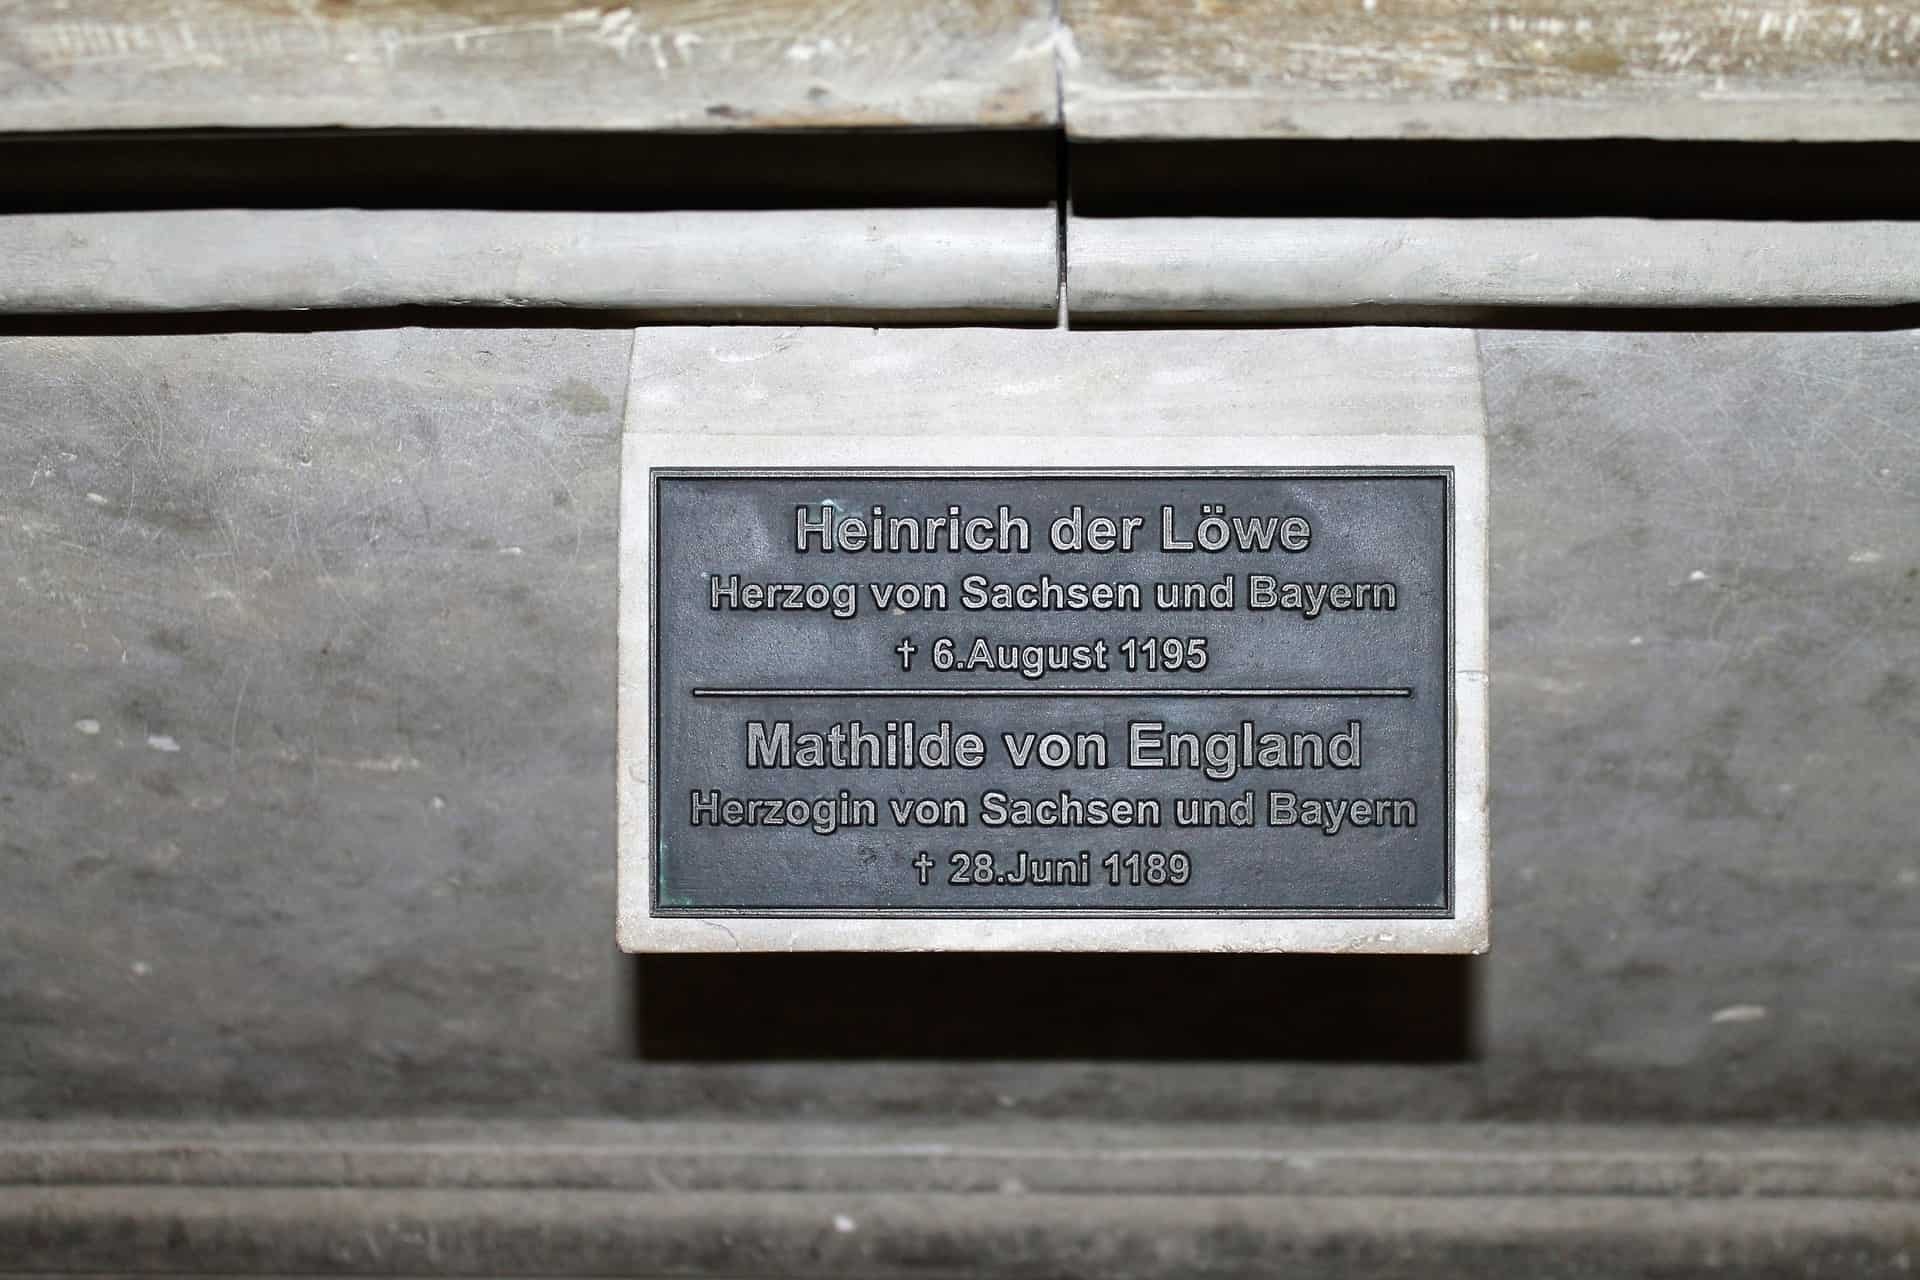 Heinrich der Löwe
Herzog von Sachsen und Bayern
† 6.August 1195
Mathilde von England
Herzogin von Sachsen und Bayern
† 28.Juni 1189